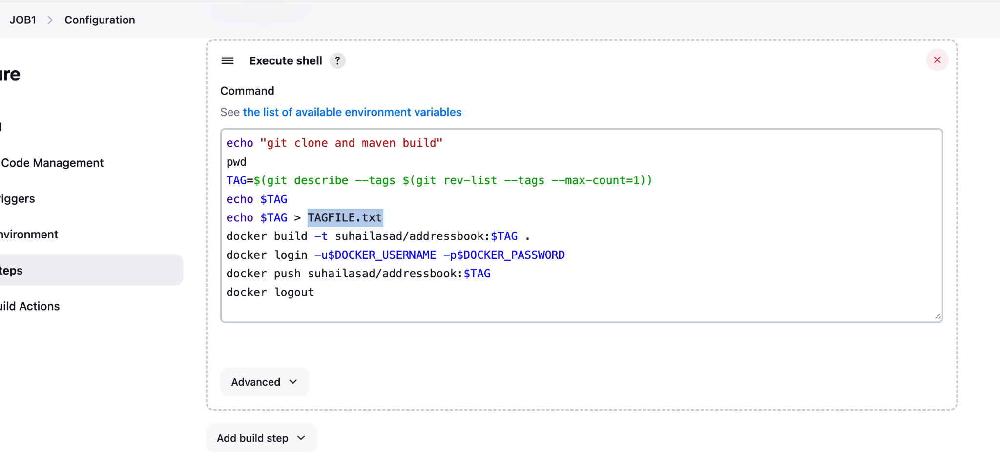 JOB1 > Configuration
Execute shell ?
Command
See the list of available environment variables
echo "git clone and maven build"
pwd
TAG=$(git describe --tags $(git rev-list --tags --max-count=1))
echo $TAG
echo $TAG > TAGFILE.txt
docker build -t suhailasad/addressbook:$TAG .
docker login -u$DOCKER_USERNAME -p$DOCKER_PASSWORD
docker push suhailasad/addressbook:$TAG
docker logout
Advanced
Add build step
ure
Code Management
riggers
nvironment
teps
uild Actions